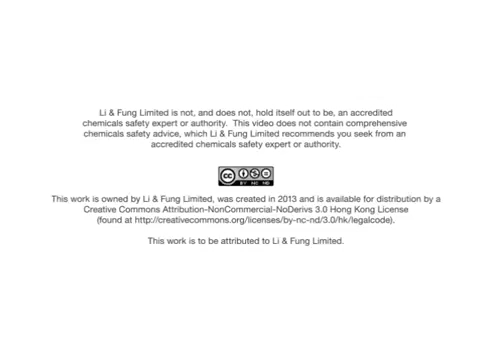 Li & Fung Limited is not, and does not, hold itself out to be, an accredited
chemicals safety expert or authority. This video does not contain comprehensive
chemicals safety advice, which Li & Fung Limited recommends you seek from an
accredited chemicals safety expert or authority.
cc
BY NC ND
This work is owned by Li & Fung Limited, was created in 2013 and is available for distribution by a
Creative Commons Attribution-NonCommercial-NoDerivs 3.0 Hong Kong License
(found at http://creativecommons.org/licenses/by-nc-nd/3.0/hk/legalcode).
This work is to be attributed to Li & Fung Limited.